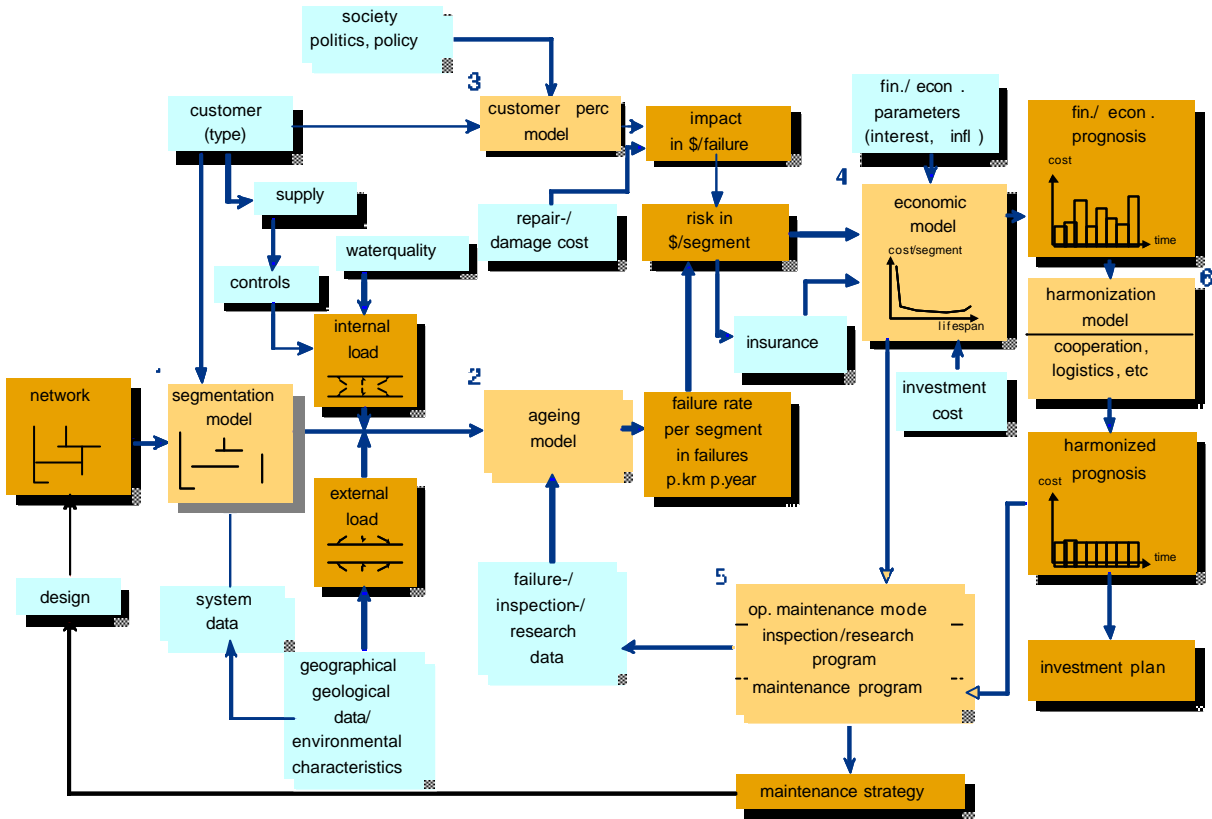 society
politics, policy
3
customer
(type)
customer perc
model
impact
in $/failure
fin./ econ .
parameters
(interest, infl )
fin./ econ .
prognosis
cost
time
supply
4
economic
model
cost/segment
lifespan
repair-/
damage cost
risk in
$/segment
waterquality
controls
6
harmonization
model
cooperation,
logistics, etc
internal
load
insurance
1
network
segmentation
model
2
ageing
model
failure rate
per segment
in failures
p.km p.year
investment
cost
harmonized
prognosis
cost
time
external
load
design
system
data
failure-/
inspection-/
research
data
5
op. maintenance mode
inspection/research
program
maintenance program
investment plan
geographical
geological
data/
environmental
characteristics
maintenance strategy